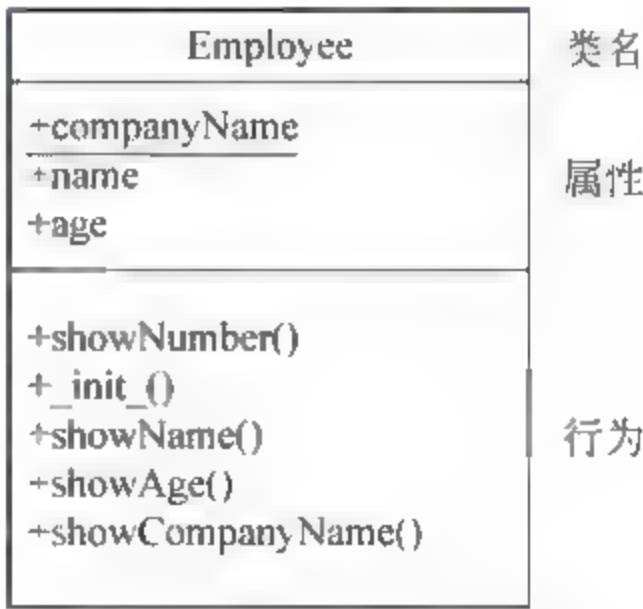 Employee
类名
+companyName
+name
+age
属性
+showNumber()
+_init_()
+showName()
+showAge()
+showCompanyName()
行为